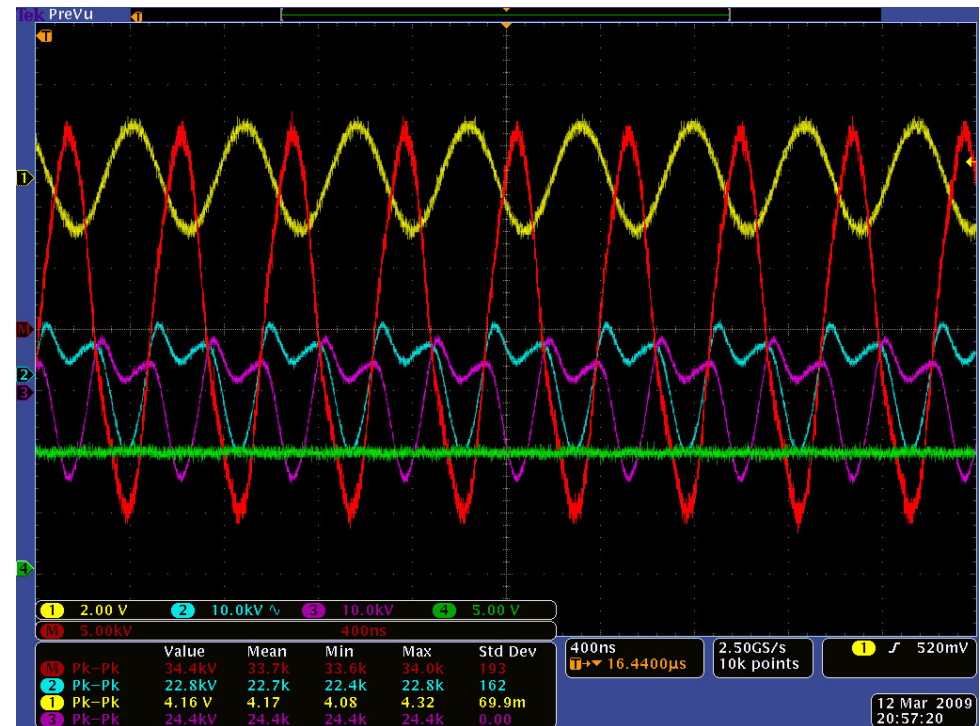 Tek PreVu T
T
1
M
2
3
4
1 2.00 V 2 10.0kV ∿ 3 10.0kV 4 5.00 V
M 5.00kV 400ns
Value Mean Min Max Std Dev
M Pk–Pk 34.4kV 33.7k 33.6k 34.0k 193
2 Pk–Pk 22.8kV 22.7k 22.4k 22.8k 162
1 Pk–Pk 4.16 V 4.17 4.08 4.32 69.9m
3 Pk–Pk 24.4kV 24.4k 24.4k 24.4k 0.00
400ns
T→▼ 16.4400µs
2.50GS/s
10k points
1 ∫ 520mV
12 Mar 2009
20:57:20